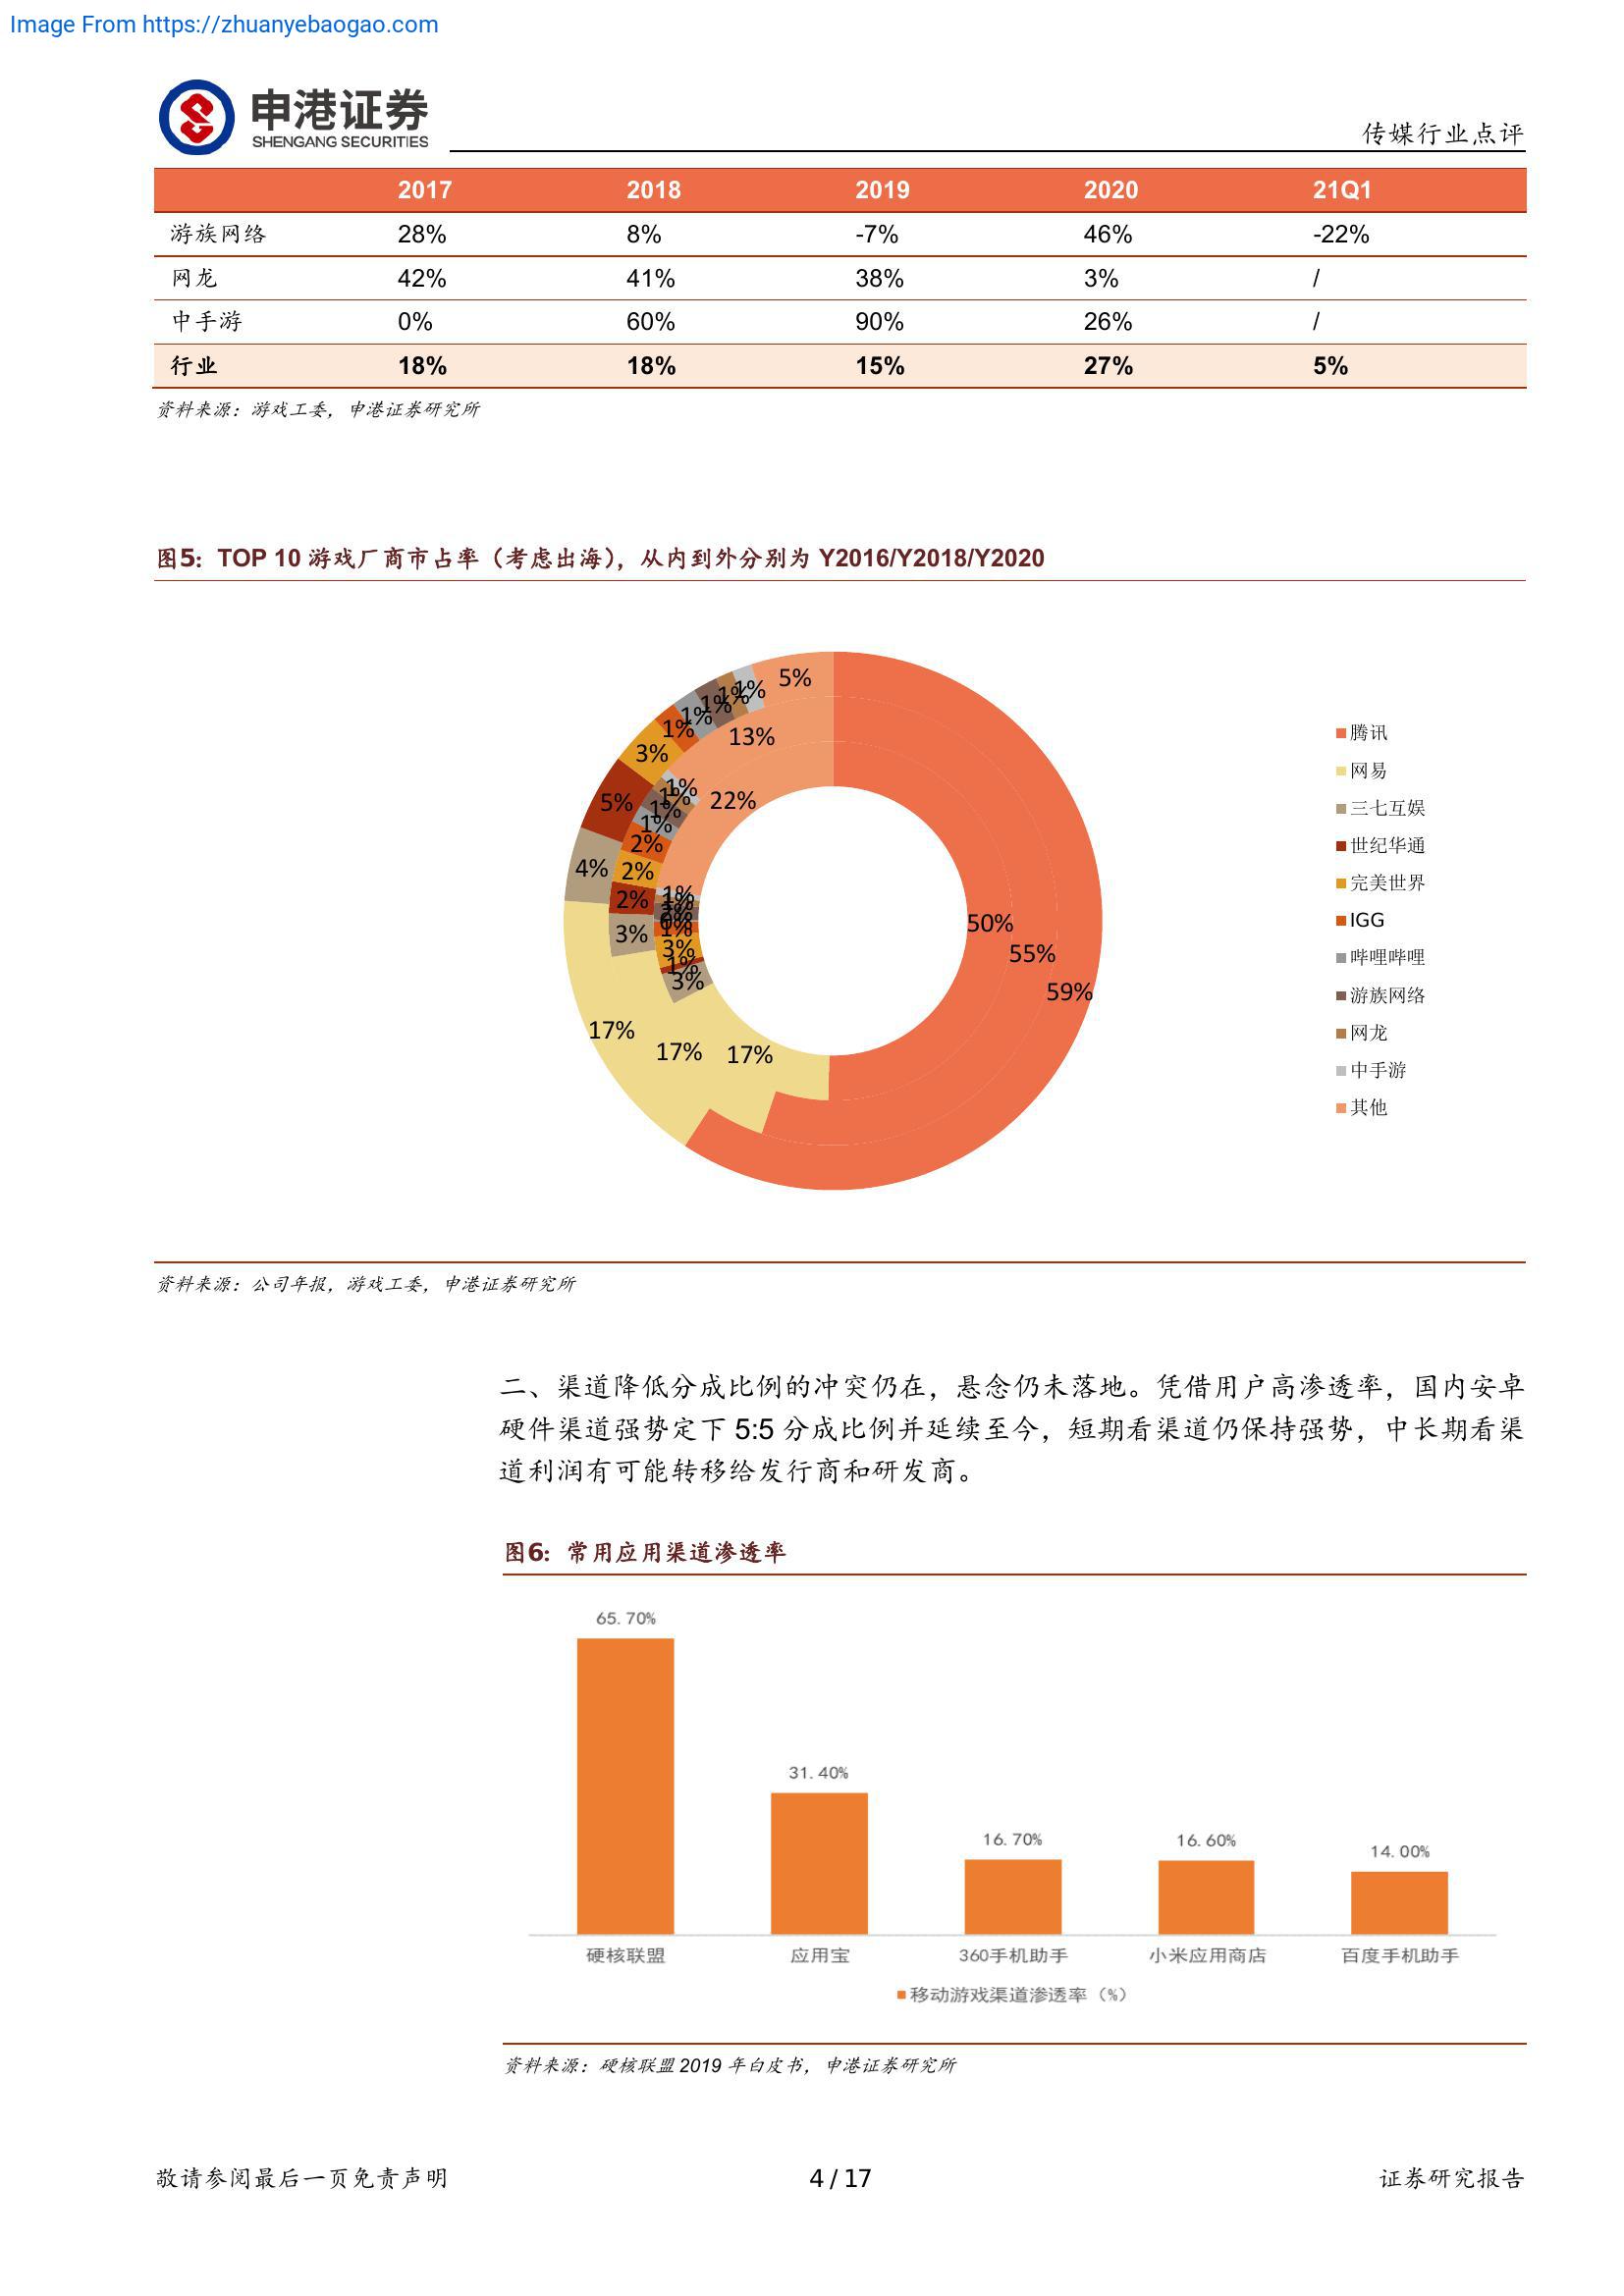 Image From https://zhuanyebaogao.com
申港证券
SHENGANG SECURITIES
传媒行业点评
2017 2018 2019 2020 21Q1
游族网络 28% 8% -7% 46% -22%
网龙 42% 41% 38% 3% /
中手游 0% 60% 90% 26% /
行业 18% 18% 15% 27% 5%
资料来源：游戏工委，申港证券研究所
图5：TOP 10 游戏厂商市占率（考虑出海），从内到外分别为 Y2016/Y2018/Y2020
50%
55%
59%
17%
17%
17%
3%
1%
3%
1%
1%
22%
3%
2%
2%
2%
1%
1%
1%
1%
13%
4%
5%
3%
1%
1%
1%
1%
1%
5%
腾讯
网易
三七互娱
世纪华通
完美世界
IGG
哔哩哔哩
游族网络
网龙
中手游
其他
资料来源：公司年报，游戏工委，申港证券研究所
二、渠道降低分成比例的冲突仍在，悬念仍未落地。凭借用户高渗透率，国内安卓
硬件渠道强势定下 5:5 分成比例并延续至今，短期看渠道仍保持强势，中长期看渠
道利润有可能转移给发行商和研发商。
图6：常用应用渠道渗透率
65.70%
31.40%
16.70%
16.60%
14.00%
硬核联盟 应用宝 360手机助手 小米应用商店 百度手机助手
移动游戏渠道渗透率（%）
资料来源：硬核联盟 2019 年白皮书，申港证券研究所
敬请参阅最后一页免责声明 4 / 17 证券研究报告